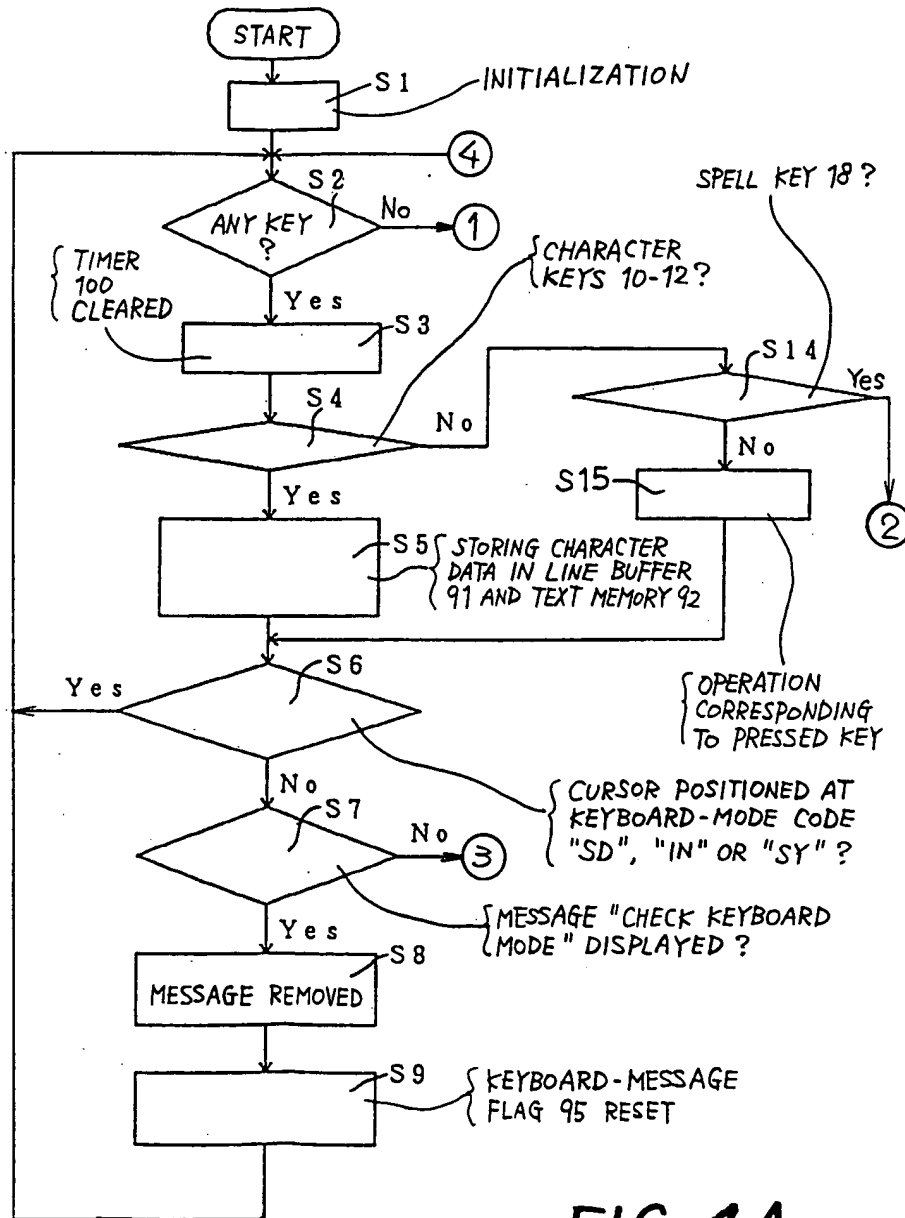 START
S1
INITIALIZATION
4
S2
SPELL KEY 18?
ANY KEY
?
No
1
TIMER
100
CLEARED
CHARACTER
KEYS 10-12?
Yes
S3
S14
Yes
S4
No
No
Yes
S15
2
S5
STORING CHARACTER
DATA IN LINE BUFFER
91 AND TEXT MEMORY 92
S6
Yes
OPERATION
CORRESPONDING
TO PRESSED KEY
No
CURSOR POSITIONED AT
KEYBOARD-MODE CODE
"SD", "IN" OR "SY"?
S7
No
3
MESSAGE "CHECK KEYBOARD
MODE" DISPLAYED?
Yes
S8
MESSAGE REMOVED
S9
KEYBOARD-MESSAGE
FLAG 95 RESET